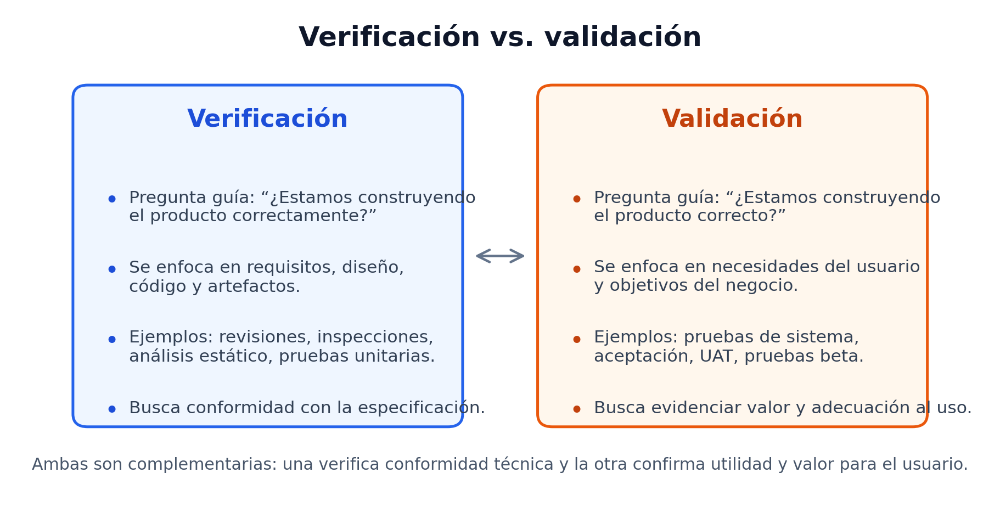 Verificación vs. validación
Verificación
• Pregunta guía: “¿Estamos construyendo
el producto correctamente?”
• Se enfoca en requisitos, diseño,
código y artefactos.
• Ejemplos: revisiones, inspecciones,
análisis estático, pruebas unitarias.
• Busca conformidad con la especificación.
Validación
• Pregunta guía: “¿Estamos construyendo
el producto correcto?”
• Se enfoca en necesidades del usuario
y objetivos del negocio.
• Ejemplos: pruebas de sistema,
aceptación, UAT, pruebas beta.
• Busca evidenciar valor y adecuación al uso.
Ambas son complementarias: una verifica conformidad técnica y la otra confirma utilidad y valor para el usuario.